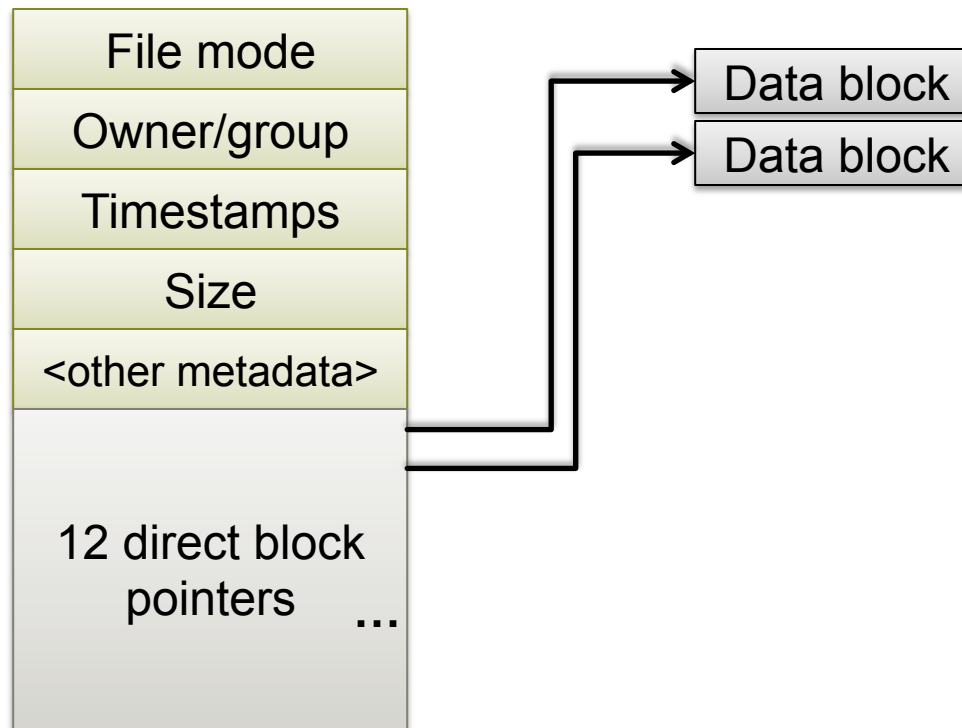 File mode
Owner/group
Timestamps
Size
<other metadata>
12 direct block
pointers ...
Data block
Data block